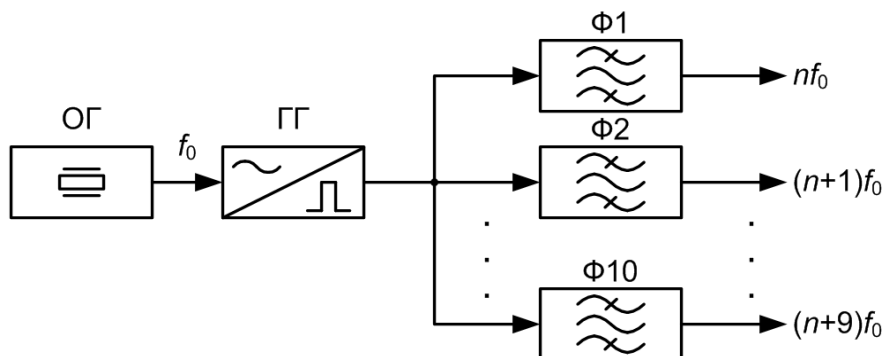 Ф1
nf₀
ОГ
f₀
ГГ
Ф2
(n+1)f₀
Ф10
(n+9)f₀